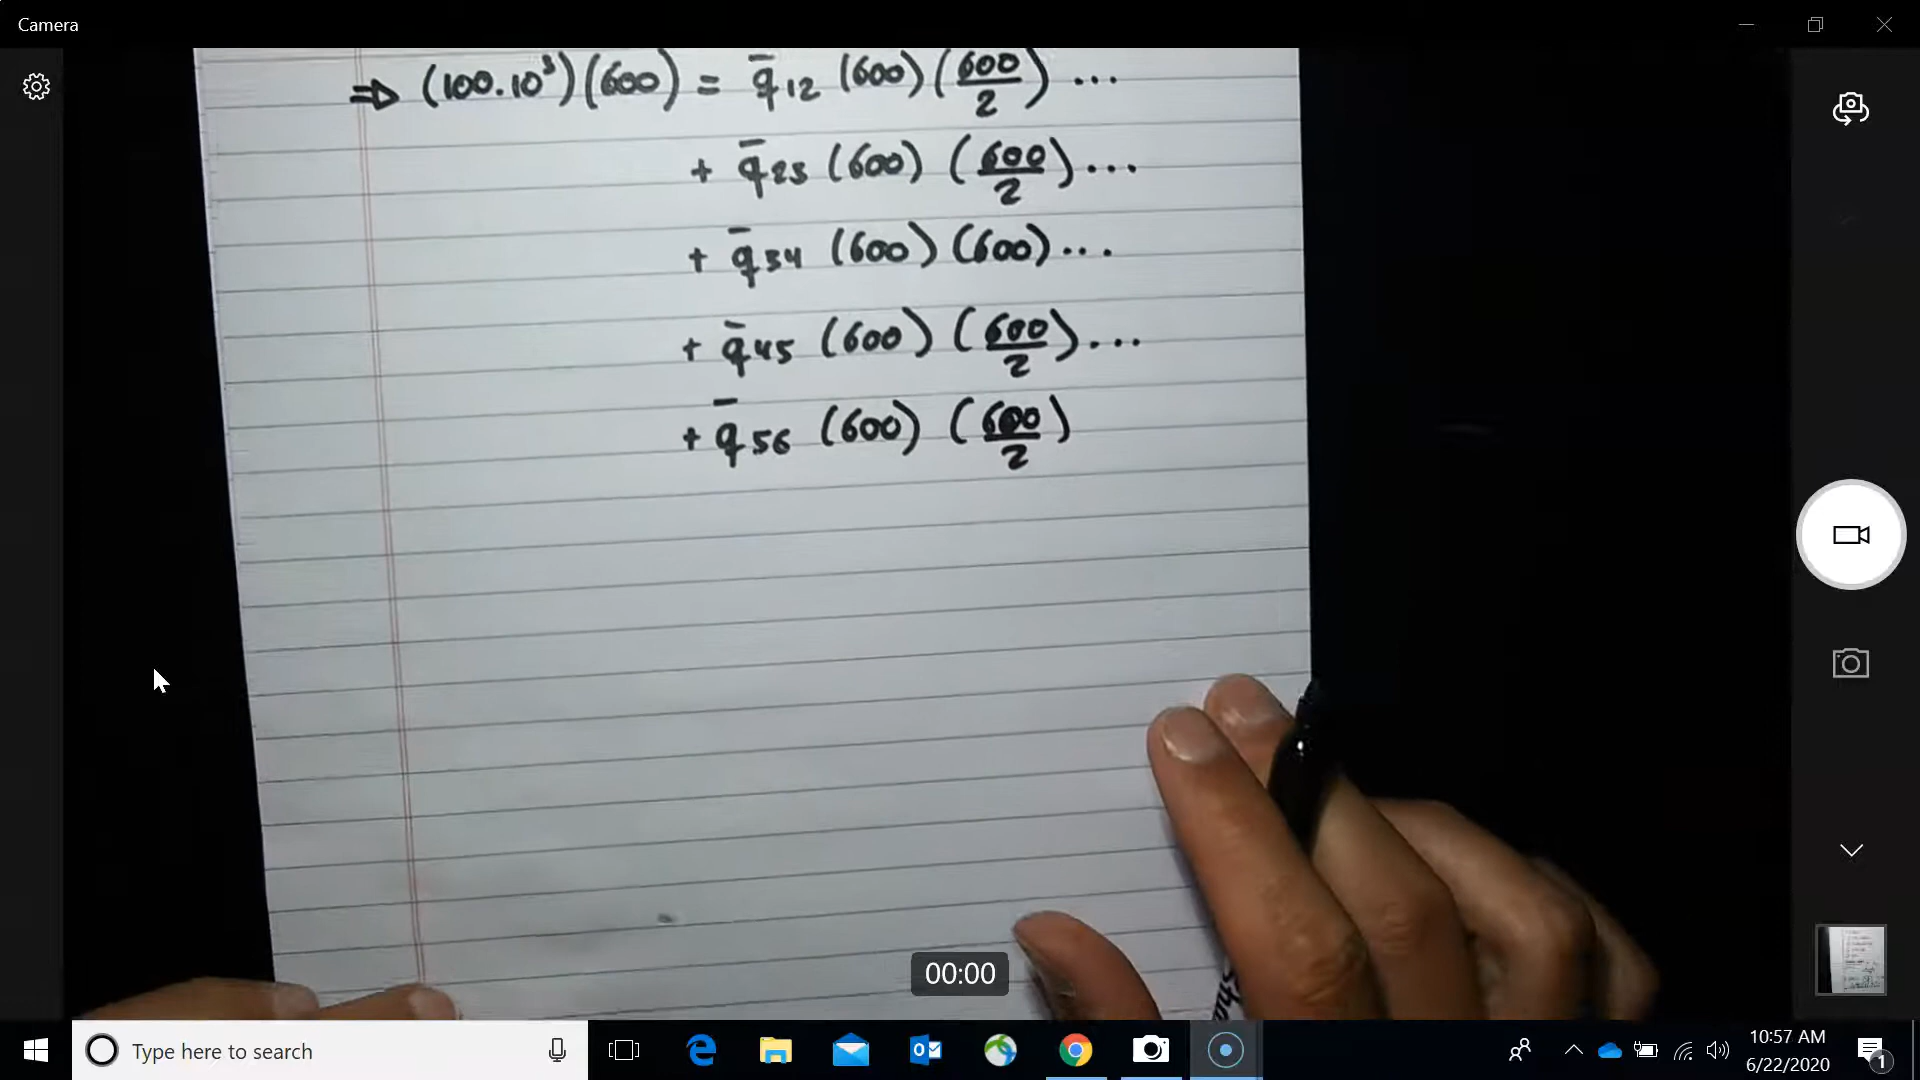 Camera
⇒ (100.10³)(600) = q̄12 (600)(600/2) ...
+ q̄23 (600) (600/2)...
+ q̄34 (600)(600)...
+ q̄45 (600) (600/2)...
+ q̄56 (600) (600/2)
00:00
Type here to search
10:57 AM
6/22/2020
1